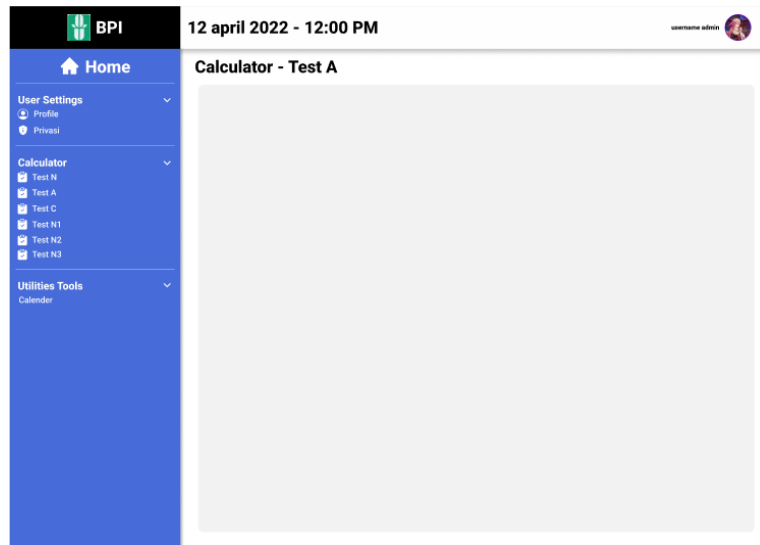 BPI
12 april 2022 - 12:00 PM
username admin
Home
Calculator - Test A
User Settings
Profile
Privasi
Calculator
Test N
Test A
Test C
Test N1
Test N2
Test N3
Utilities Tools
Calender